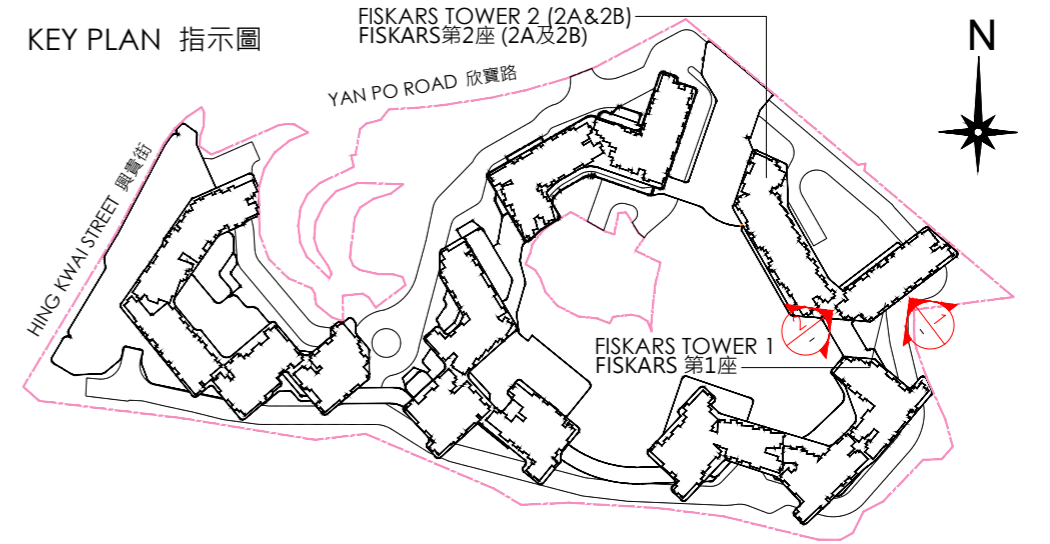 KEY PLAN 指示圖
FISKARS TOWER 2 (2A&2B)
FISKARS第2座 (2A及2B)
N
YAN PO ROAD 欣寶路
HING KWAI STREET 興貴街
2
-
1
-
FISKARS TOWER 1
FISKARS 第1座